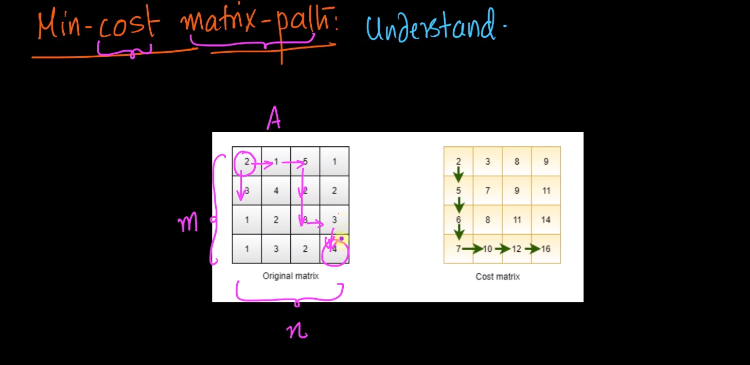 Min-cost matrix-path: Understand.
A
2 1 5 1
3 4 2 2
m
1 2 3
1 3 2 4
Original matrix
n
2 3 8 9
5 7 9 11
6 8 11 14
7 10 12 16
Cost matrix